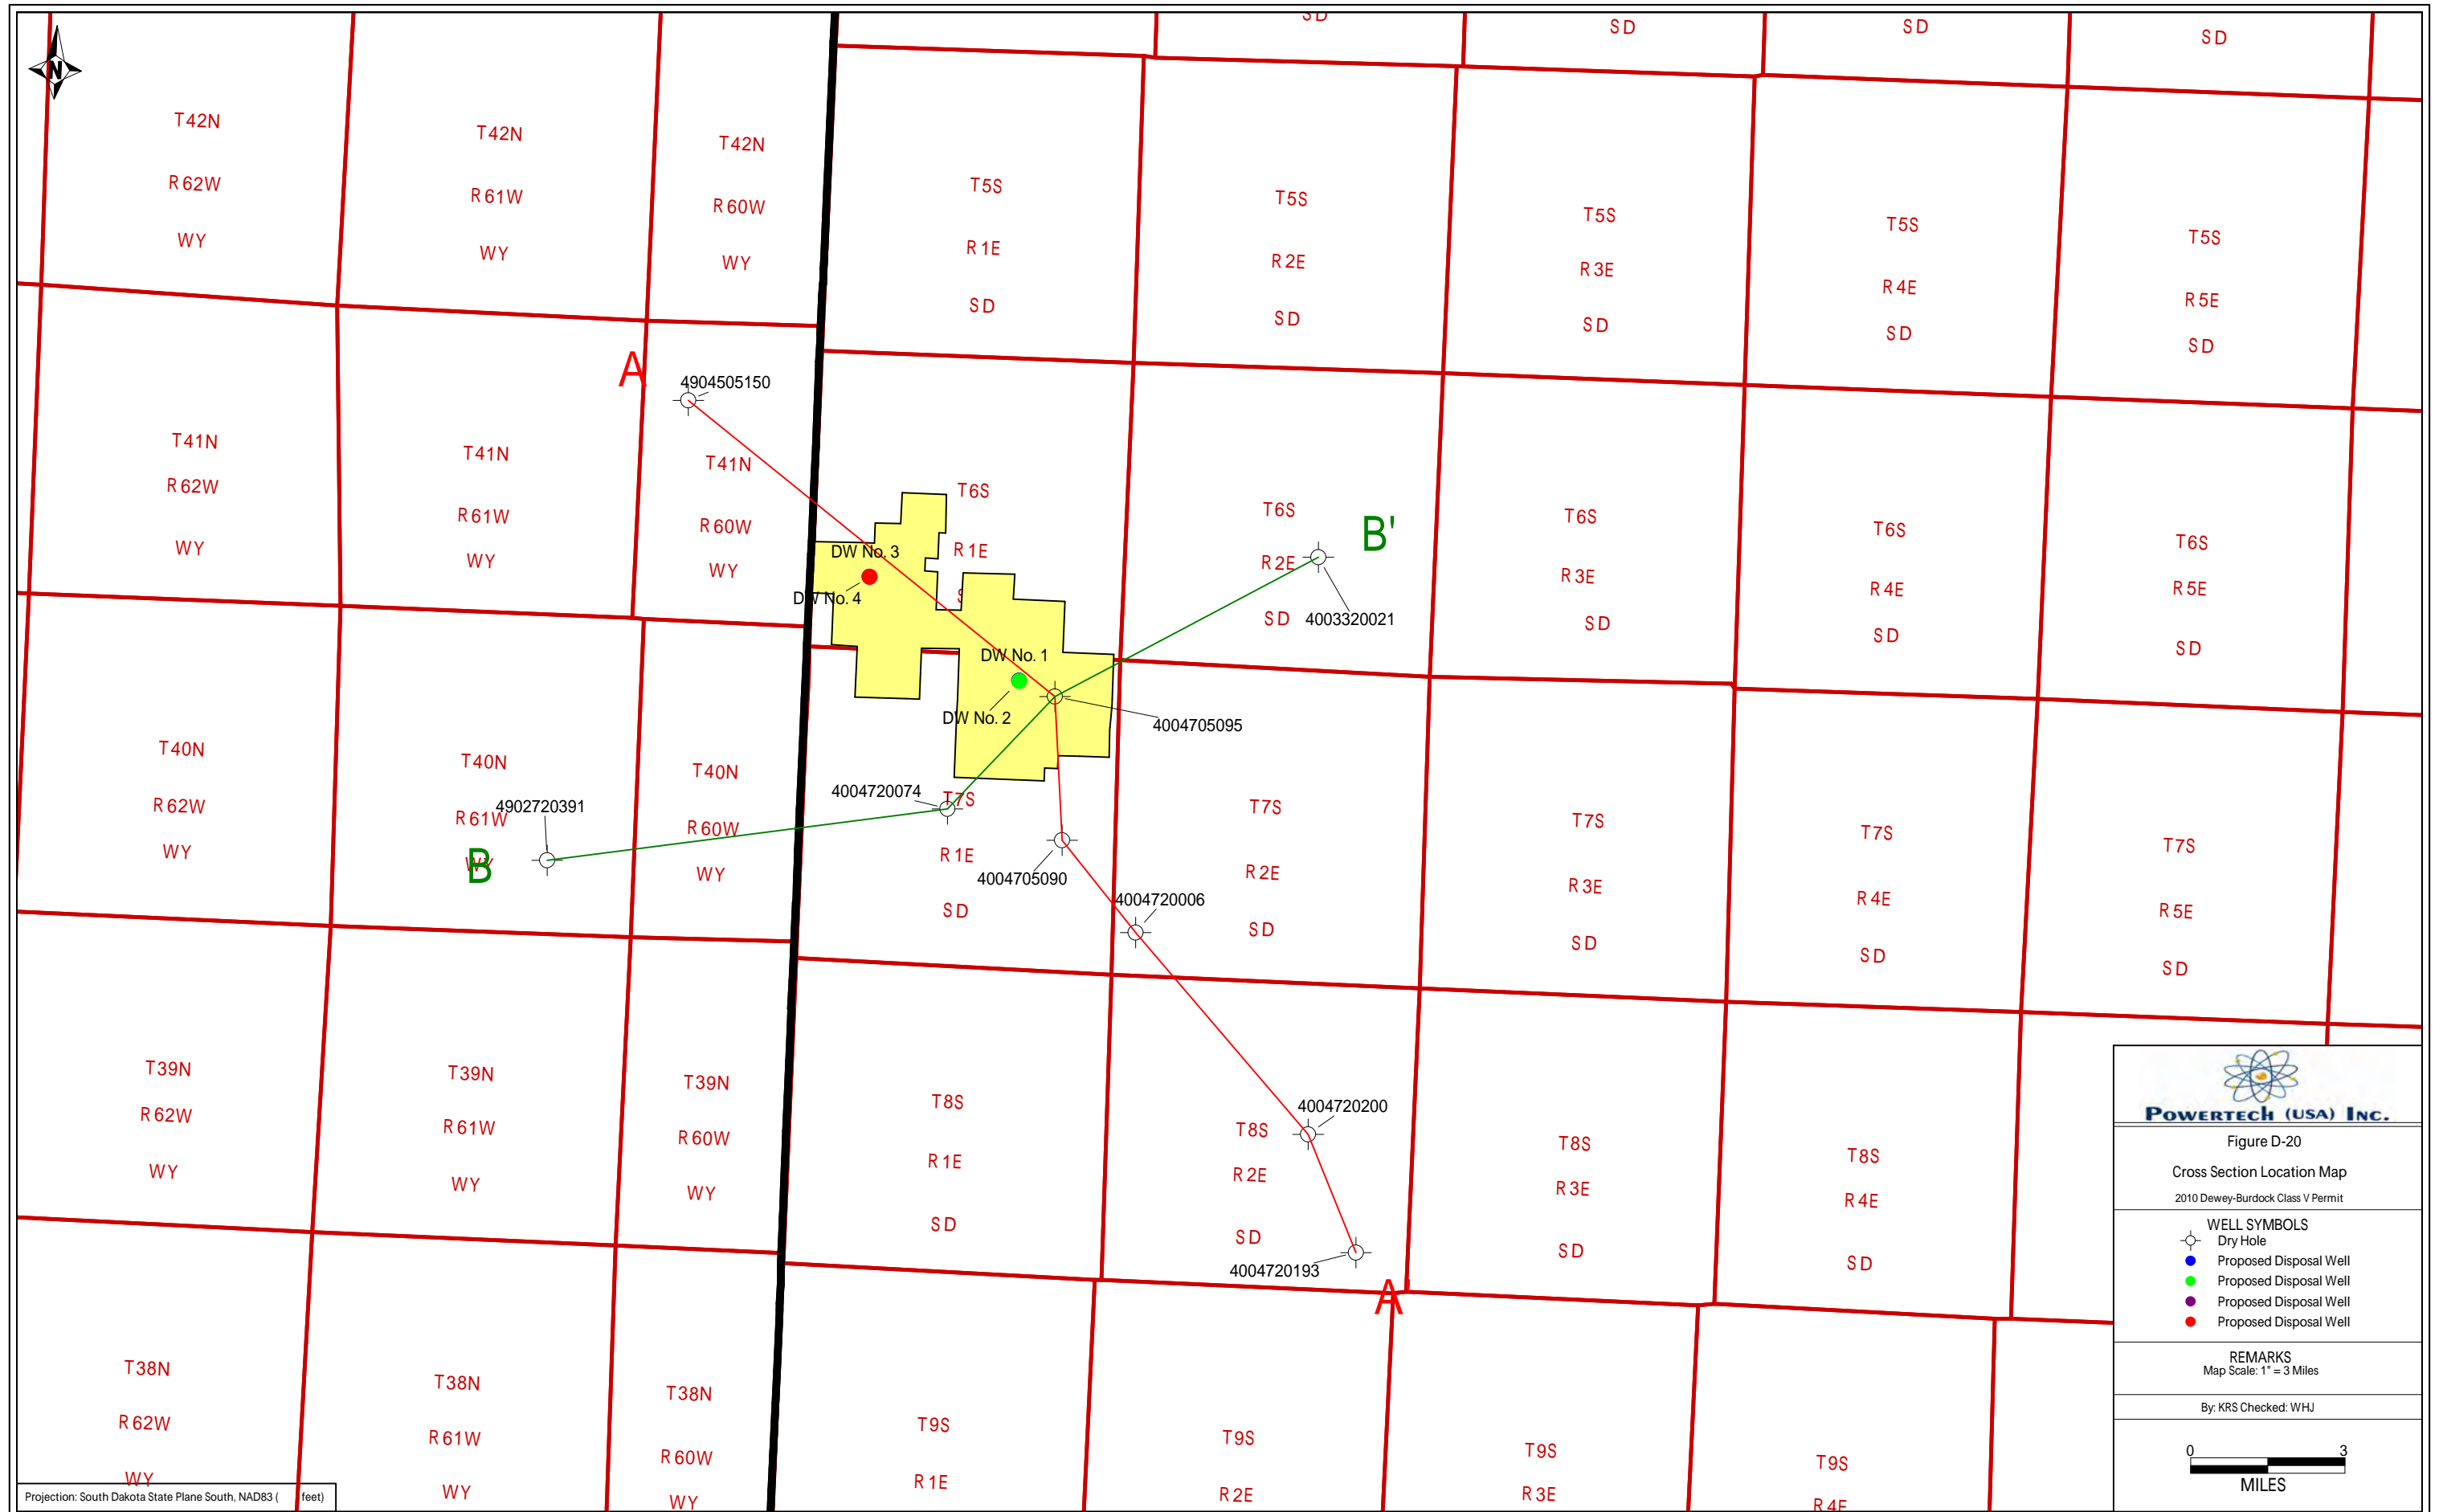 SD
SD
SD
SD
N
T42N
R62W
WY
T42N
R61W
WY
T42N
R60W
WY
T5S
R1E
SD
T5S
R2E
SD
T5S
R3E
SD
T5S
R4E
SD
T5S
R5E
SD
A
4904505150
T41N
R62W
WY
T41N
R61W
WY
T41N
R60W
WY
T6S
R1E
DW No. 3
DW No. 4
T6S
R2E
SD
B'
4003320021
T6S
R3E
SD
T6S
R4E
SD
T6S
R5E
SD
DW No. 1
DW No. 2
4004705095
T40N
R62W
WY
T40N
R61W
WY
4902720391
B
T40N
R60W
WY
4004720074
T7S
R1E
SD
4004705090
4004720006
T7S
R2E
SD
T7S
R3E
SD
T7S
R4E
SD
T7S
R5E
SD
T39N
R62W
WY
T39N
R61W
WY
T39N
R60W
WY
T8S
R1E
SD
4004720200
T8S
R2E
SD
4004720193
A'
T8S
R3E
SD
T8S
R4E
SD
T38N
R62W
WY
T38N
R61W
WY
T38N
R60W
WY
T9S
R1E
T9S
R2E
T9S
R3E
T9S
R4E
Projection: South Dakota State Plane South, NAD83 ( feet)
POWERTECH (USA) INC.
Figure D-20
Cross Section Location Map
2010 Dewey-Burdock Class V Permit
WELL SYMBOLS
Dry Hole
Proposed Disposal Well
Proposed Disposal Well
Proposed Disposal Well
Proposed Disposal Well
REMARKS
Map Scale: 1" = 3 Miles
By: KRS Checked: WHJ
0 3
MILES